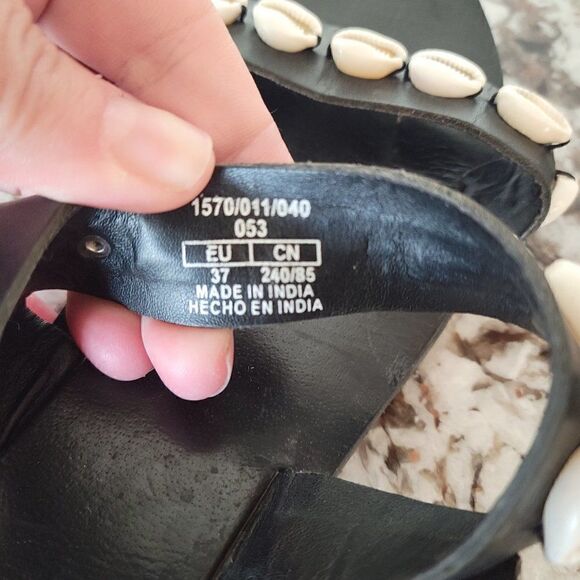 1570/011/040
053
EU CN
37 240/85
MADE IN INDIA
HECHO EN INDIA